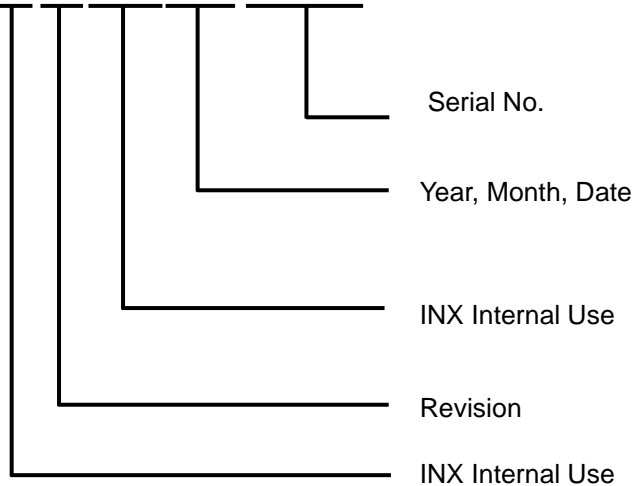 Serial No.
Year, Month, Date
INX Internal Use
Revision
INX Internal Use